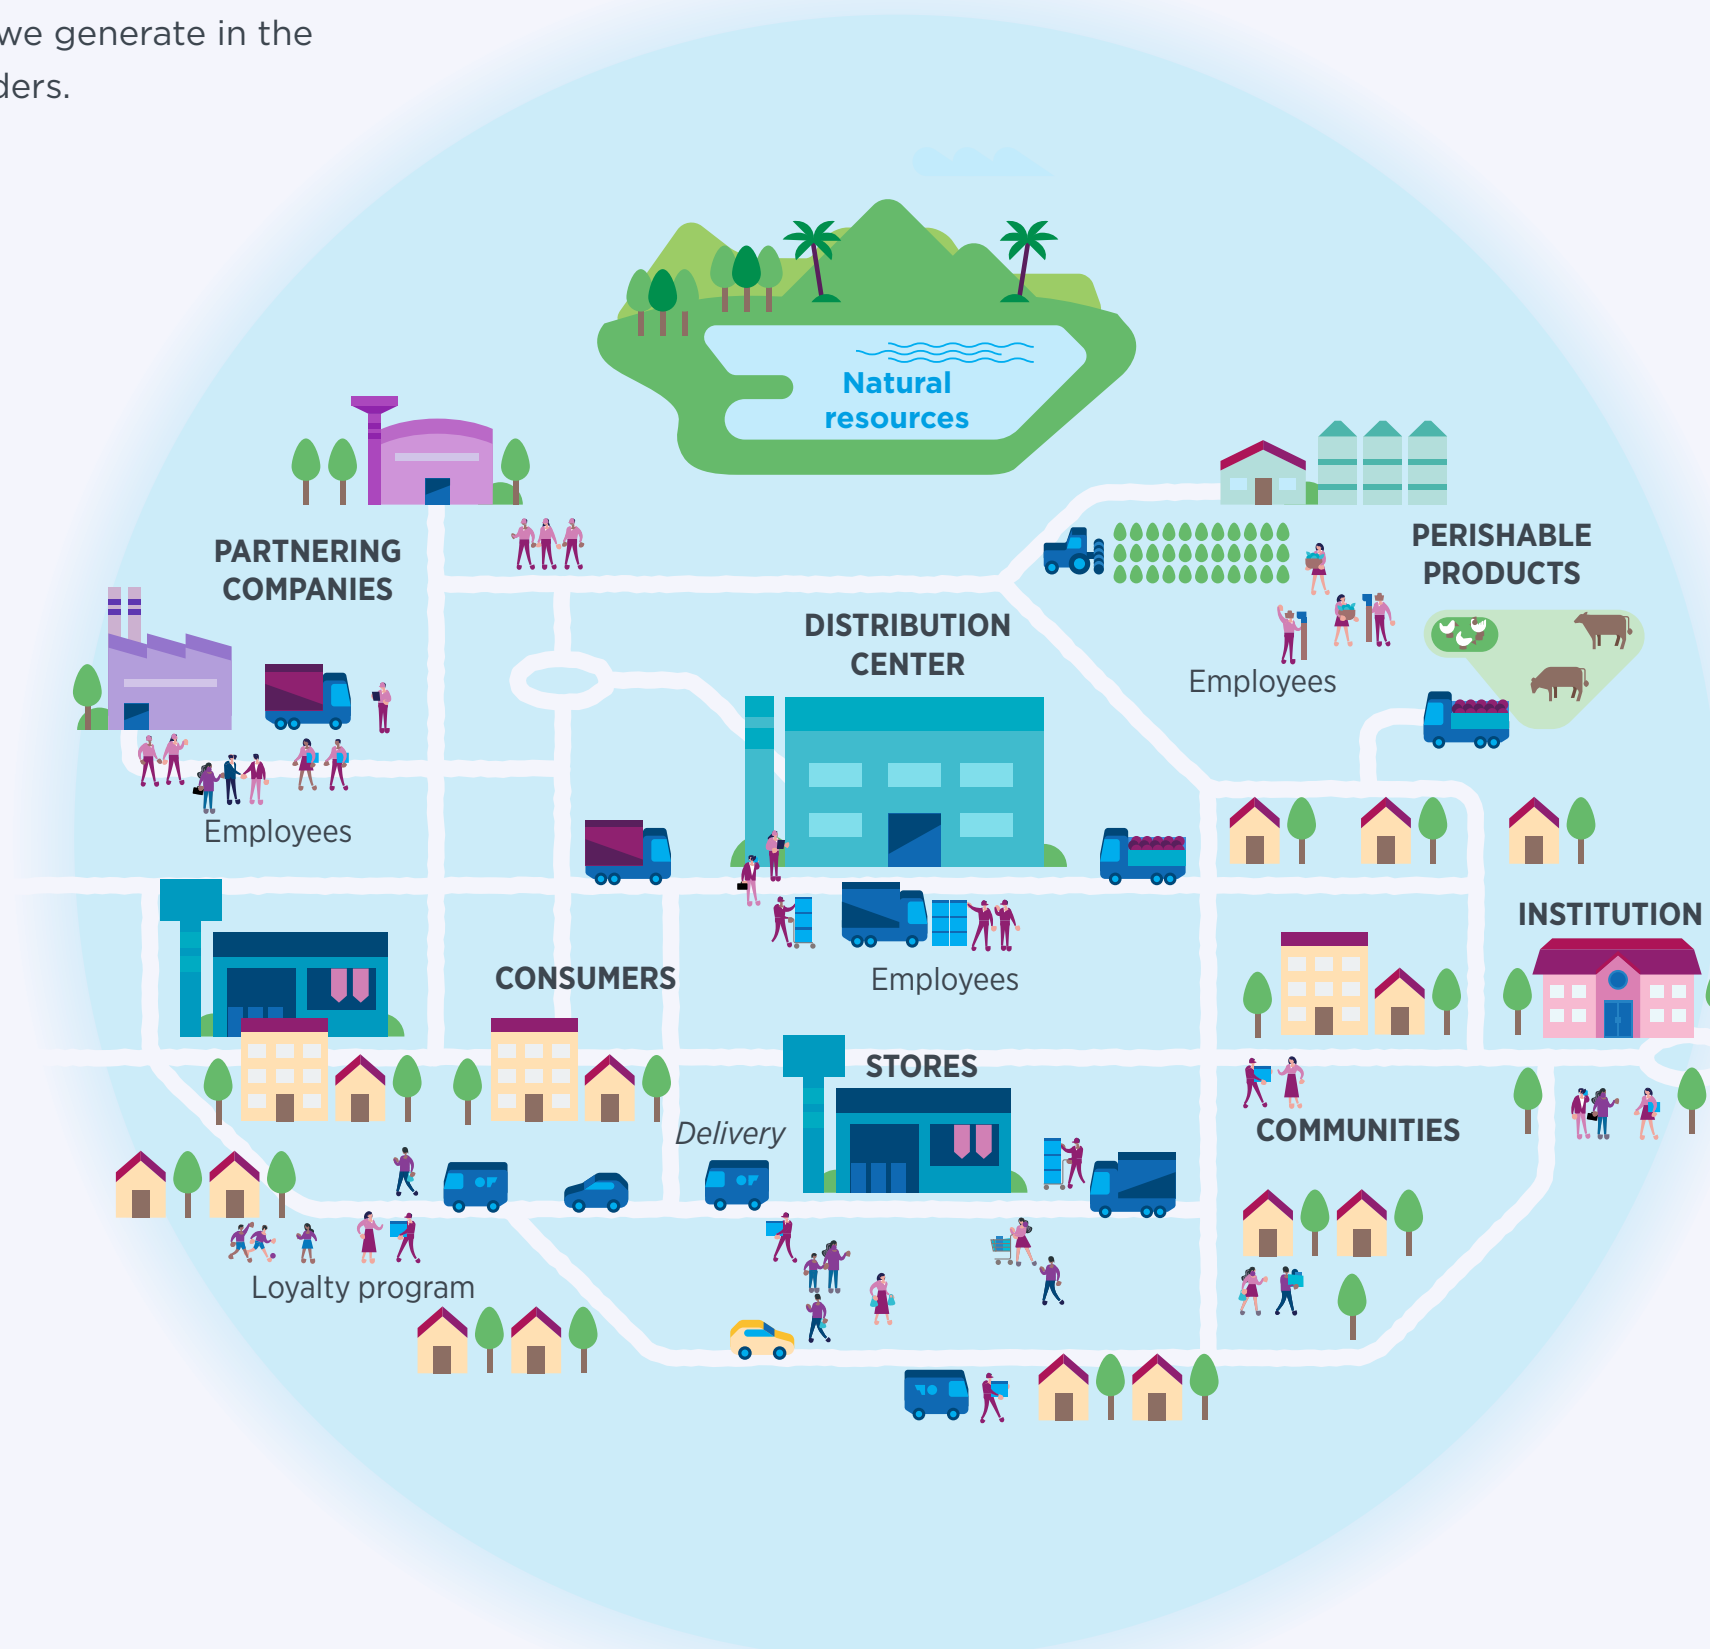 we generate in the
ders.
Natural
resources
PARTNERING
COMPANIES
PERISHABLE
PRODUCTS
DISTRIBUTION
CENTER
Employees
Employees
INSTITUTION
CONSUMERS
Employees
STORES
Delivery
COMMUNITIES
Loyalty program